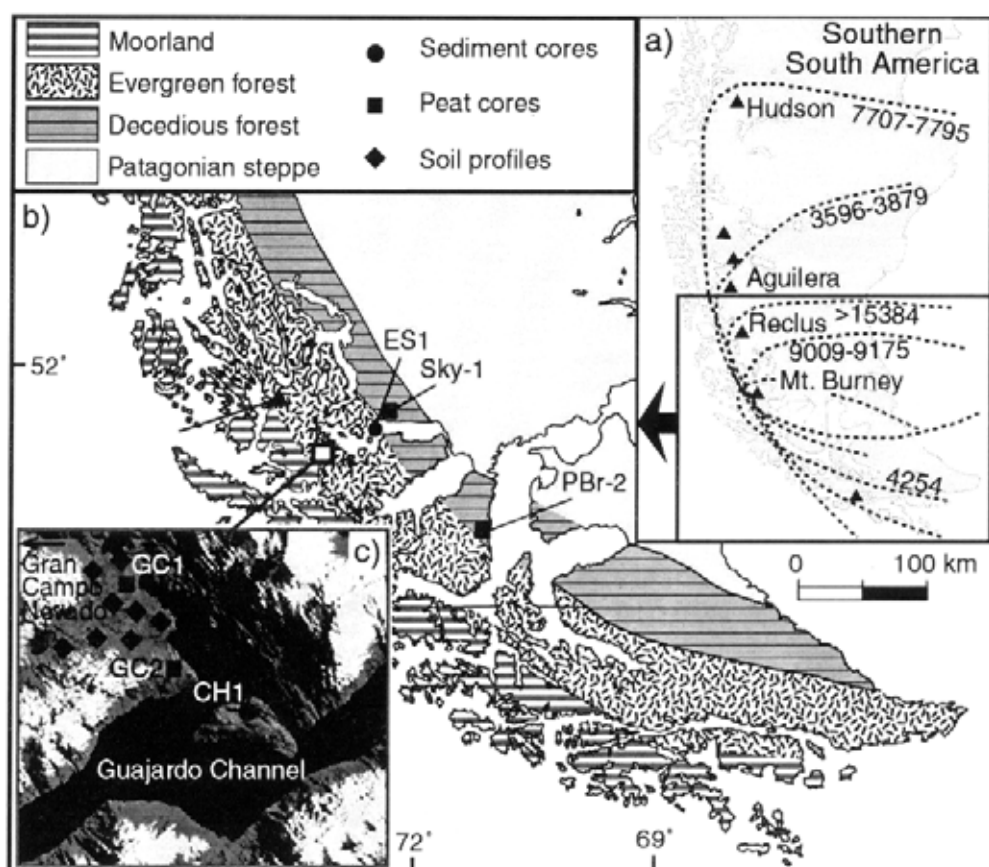 Moorland
Evergreen forest
Decedious forest
Patagonian steppe
Sediment cores
Peat cores
Soil profiles
a)
Southern
South America
Hudson
7707-7795
3596-3879
Aguilera
Reclus
>15384
9009-9175
Mt. Burney
4254
0 100 km
b)
52°
ES1
Sky-1
PBr-2
c)
Gran
Campo
Nevado
GC1
GC2
CH1
Guajardo Channel
72°
69°